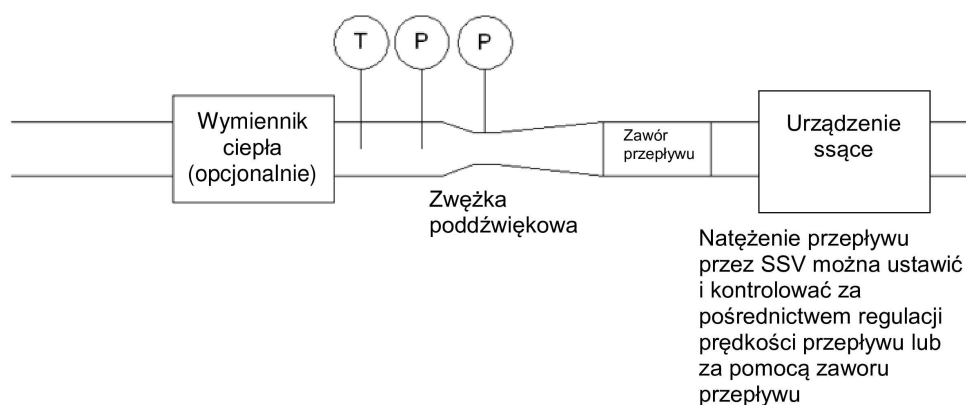 T P P
Wymiennik
ciepła
(opcjonalnie)
Zawór
przepływu
Urządzenie
ssące
Zwężka
poddźwiękowa
Natężenie przepływu
przez SSV można ustawić
i kontrolować za
pośrednictwem regulacji
prędkości przepływu lub
za pomocą zaworu
przepływu